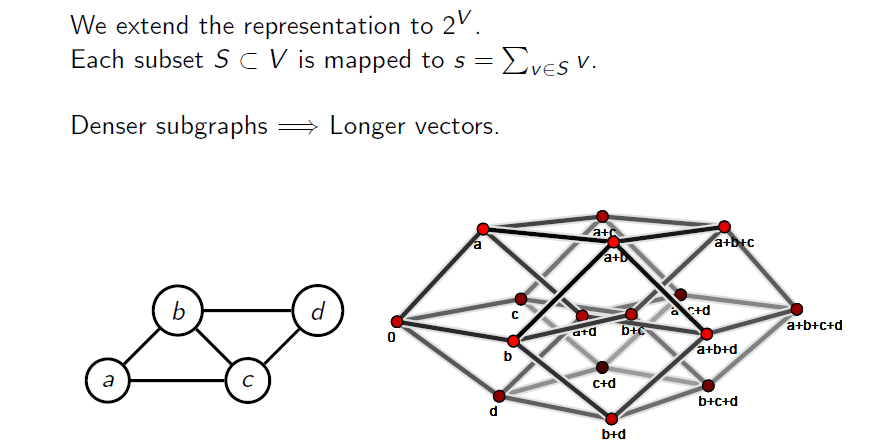 We extend the representation to 2^V.
Each subset S ⊂ V is mapped to s = ∑_{v∈S} v.
Denser subgraphs ⟹ Longer vectors.
a+c
a
a+b
a+b+c
b
d
c
a+c+d
0
a+d
b+c
a+b+c+d
b
a+b+d
a
c
c+d
d
b+c+d
b+d